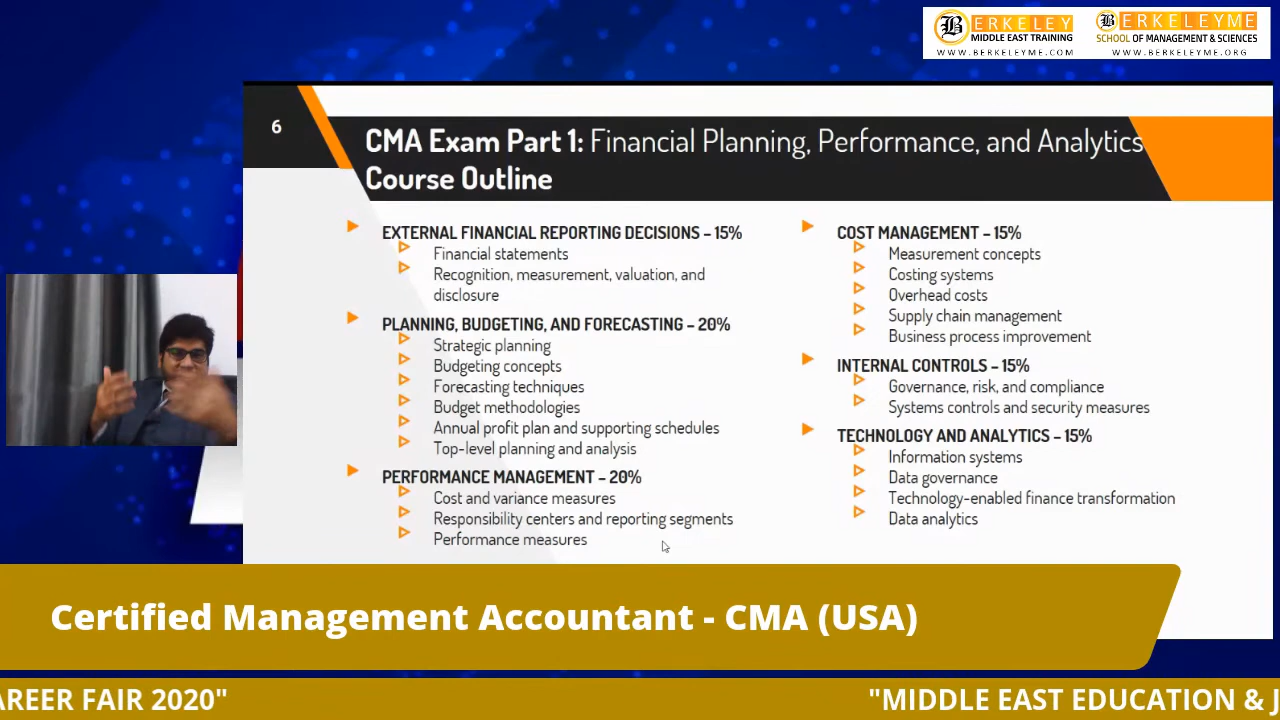 BERKELEY
MIDDLE EAST TRAINING
WWW.BERKELEYME.COM
BERKELEYME
SCHOOL OF MANAGEMENT & SCIENCES
WWW.BERKELEYME.ORG
6
CMA Exam Part 1: Financial Planning, Performance, and Analytics
Course Outline
EXTERNAL FINANCIAL REPORTING DECISIONS – 15%
Financial statements
Recognition, measurement, valuation, and
disclosure
PLANNING, BUDGETING, AND FORECASTING – 20%
Strategic planning
Budgeting concepts
Forecasting techniques
Budget methodologies
Annual profit plan and supporting schedules
Top-level planning and analysis
PERFORMANCE MANAGEMENT – 20%
Cost and variance measures
Responsibility centers and reporting segments
Performance measures
COST MANAGEMENT – 15%
Measurement concepts
Costing systems
Overhead costs
Supply chain management
Business process improvement
INTERNAL CONTROLS – 15%
Governance, risk, and compliance
Systems controls and security measures
TECHNOLOGY AND ANALYTICS – 15%
Information systems
Data governance
Technology-enabled finance transformation
Data analytics
Certified Management Accountant - CMA (USA)
AREER FAIR 2020" "MIDDLE EAST EDUCATION & J